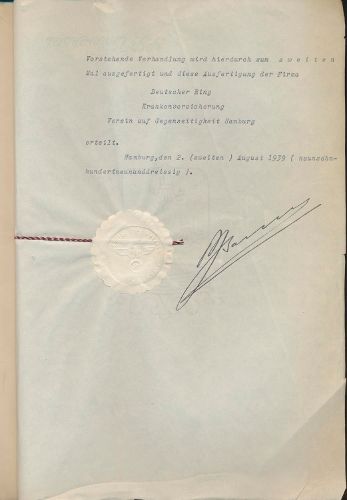 Vorstehende Verhandlung wird hierdurch zum z w e i t e n
Mal ausgefertigt und diese Ausfertigung der Firma
Deutscher Ring
Krankenversicherung
Verein auf Gegenseitigkeit Hamburg
erteilt.
Hamburg,den 2. (zweiten ) August 1939 ( neunzehn-
hundertneununddreissig ).